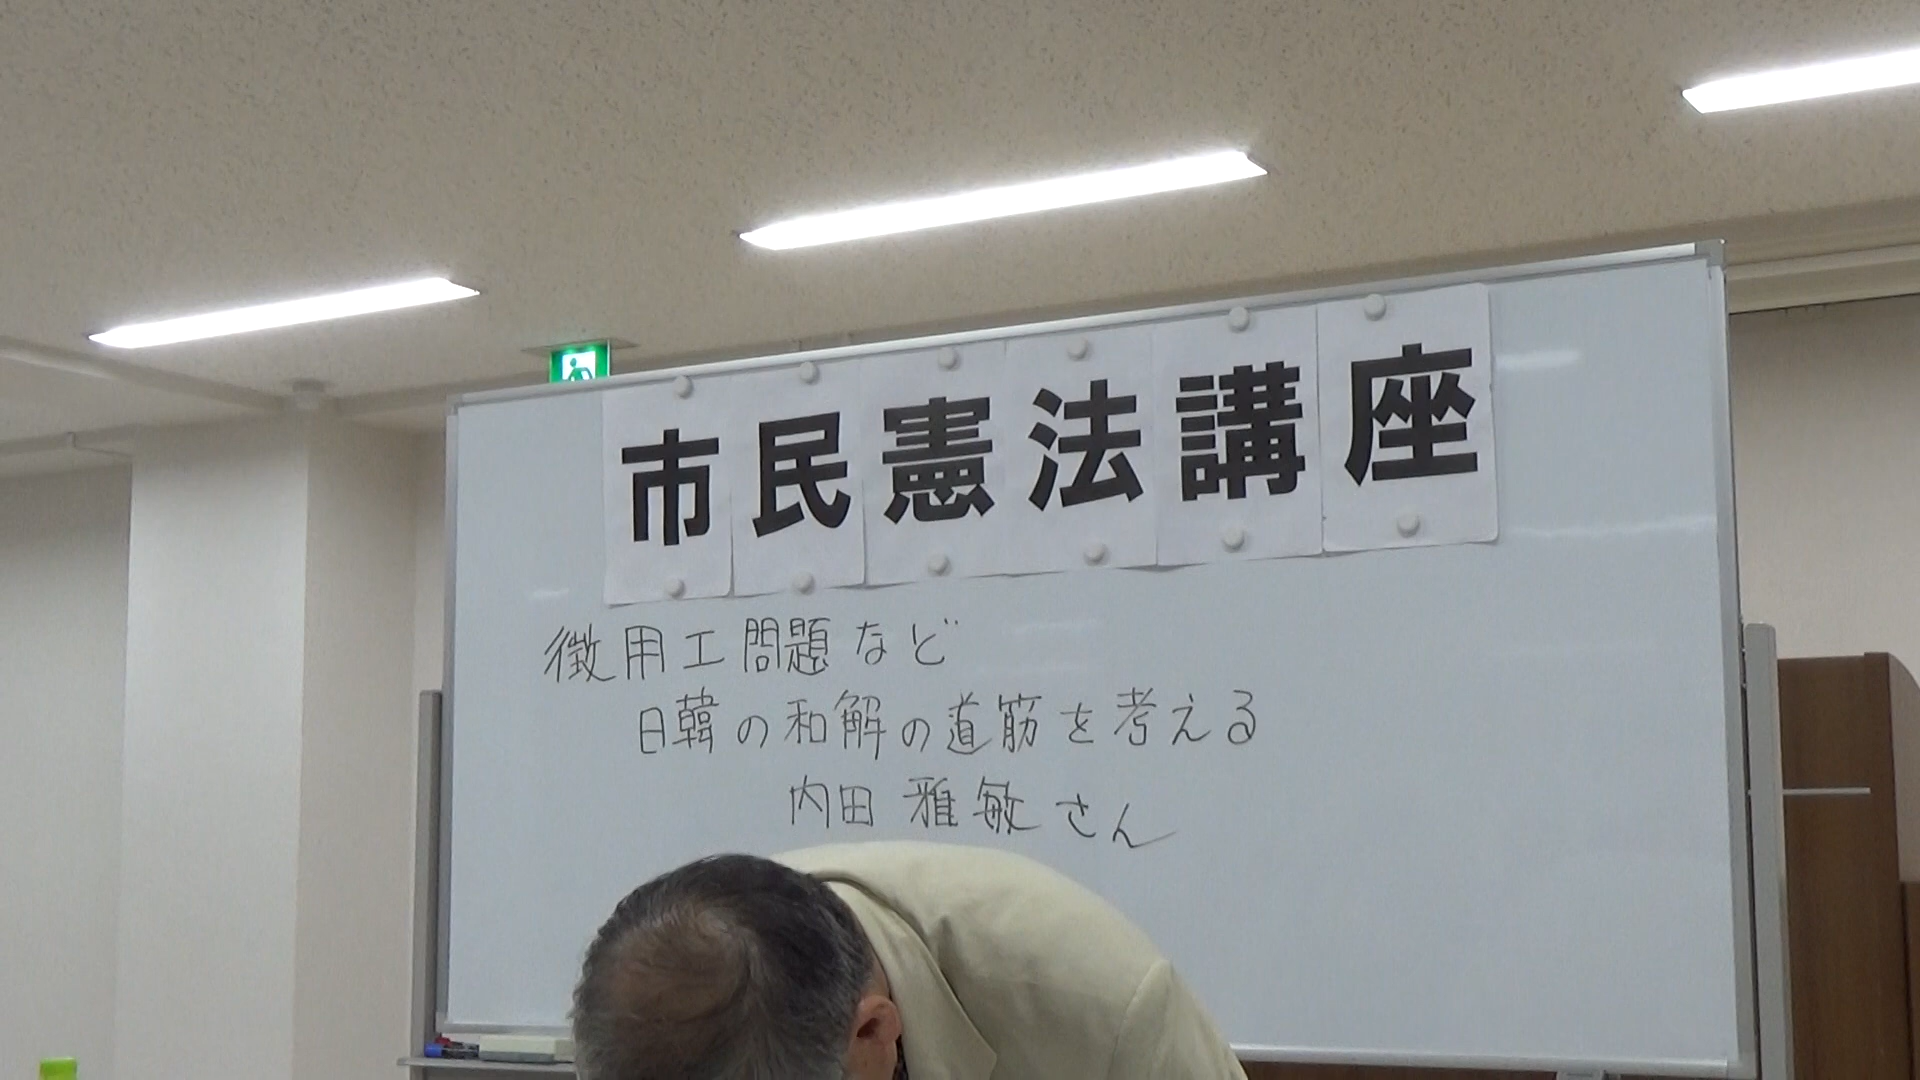 市民憲法講座
徴用工問題など
日韓の和解の道筋を考える
内田雅敏さん